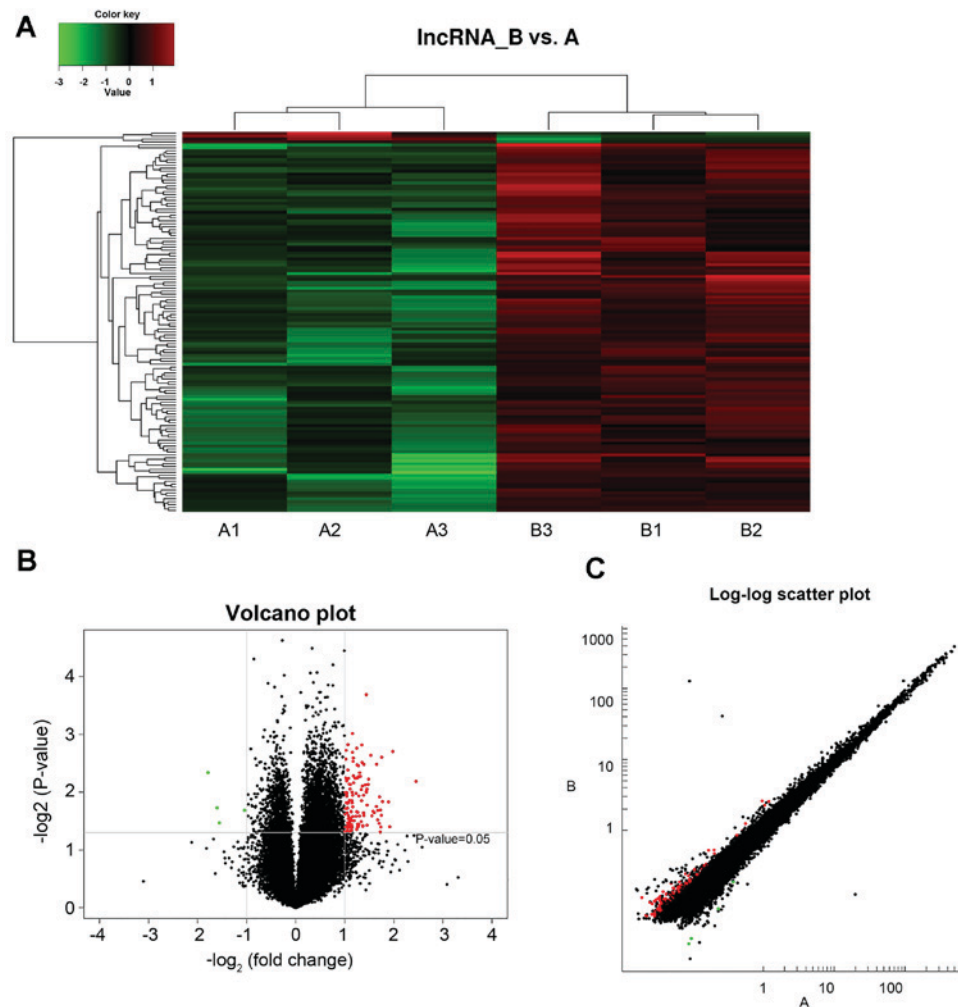 A
Color key
-3 -2 -1 0 1
Value
lncRNA_B vs. A
A1 A2 A3 B3 B1 B2
B
Volcano plot
-log2 (P-value)
4
3
2
1
0
P-value=0.05
-4 -3 -2 -1 0 1 2 3 4
-log2 (fold change)
C
Log-log scatter plot
B
1000
100
10
1
1 10 100
A